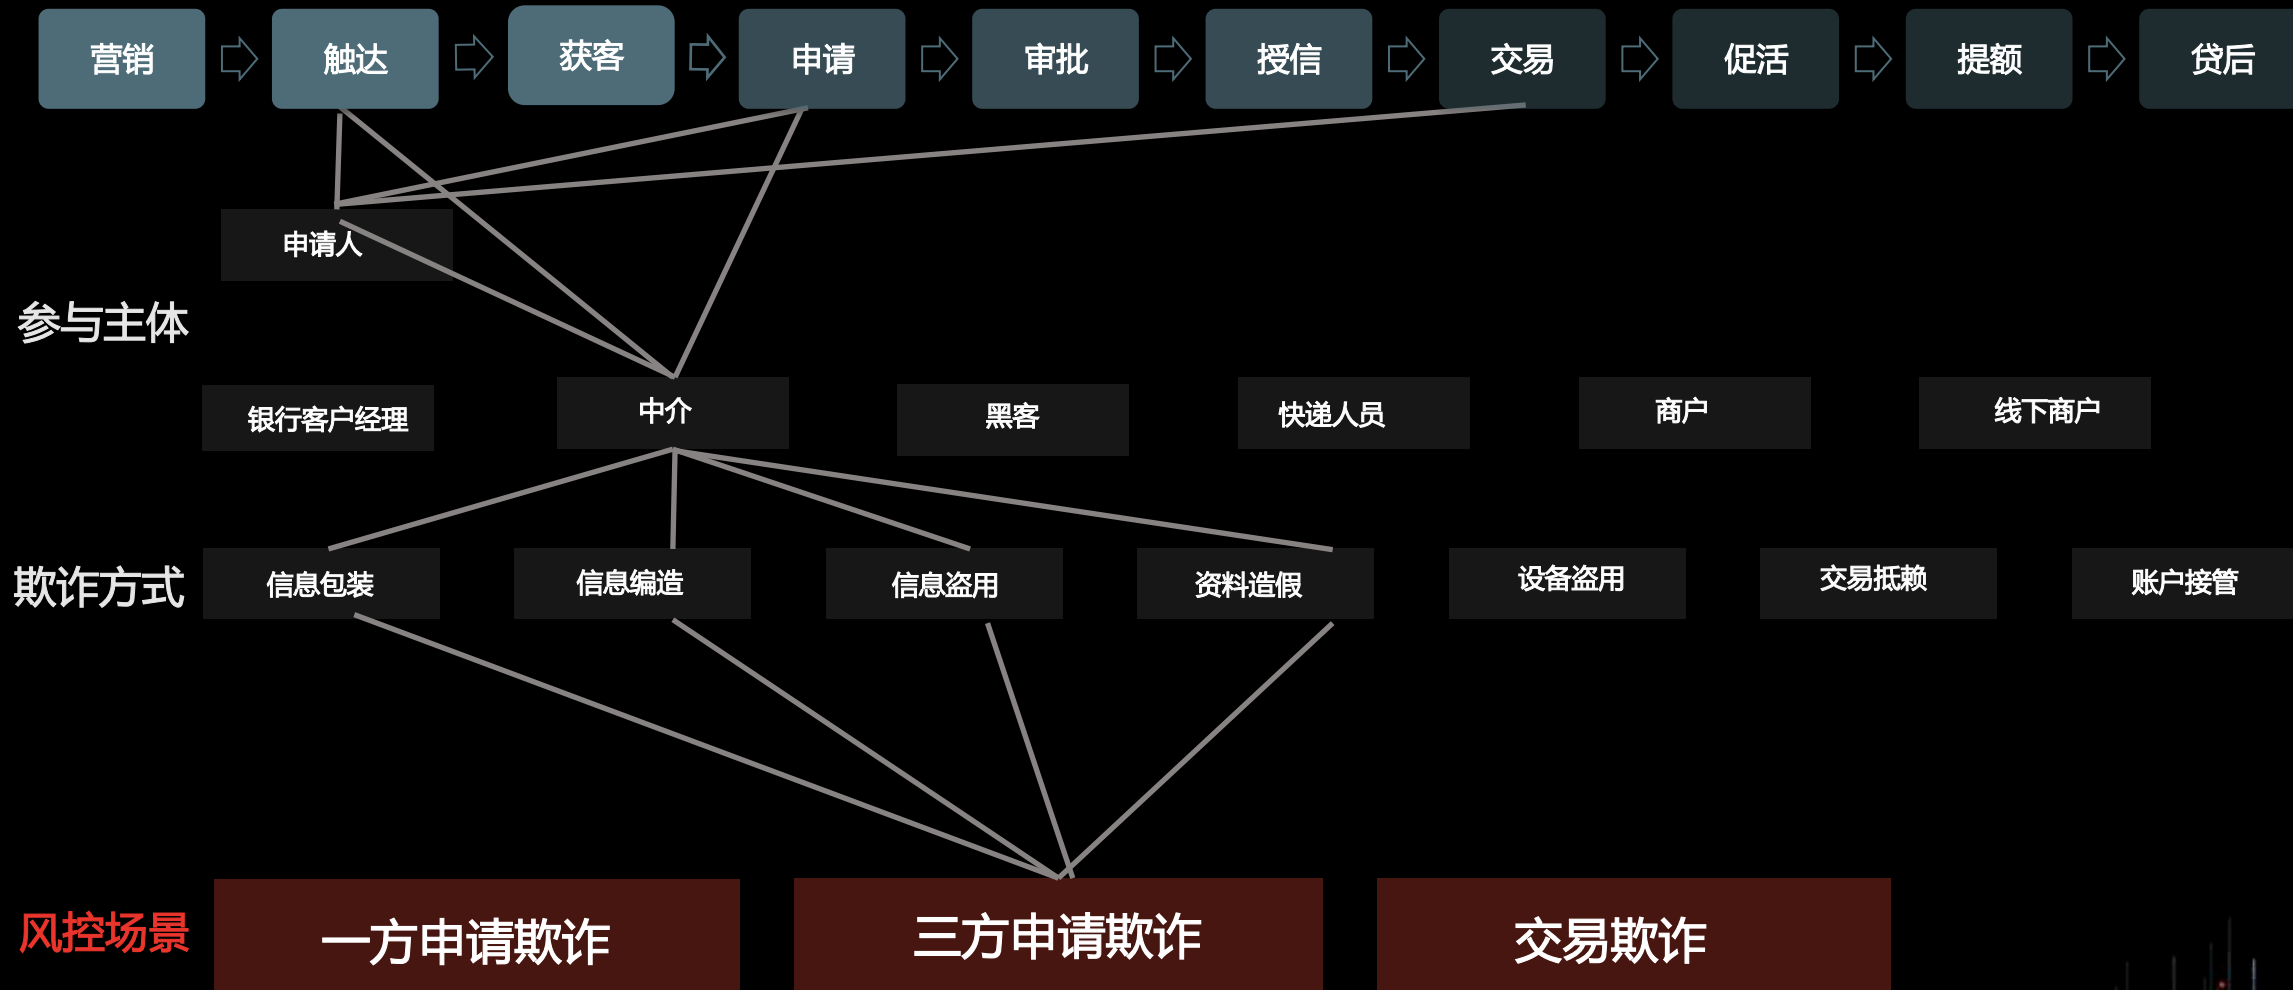 营销
触达
获客
申请
审批
授信
交易
促活
提额
贷后
申请人
参与主体
银行客户经理
中介
黑客
快递人员
商户
线下商户
欺诈方式
信息包装
信息编造
信息盗用
资料造假
设备盗用
交易抵赖
账户接管
风控场景
一方申请欺诈
三方申请欺诈
交易欺诈